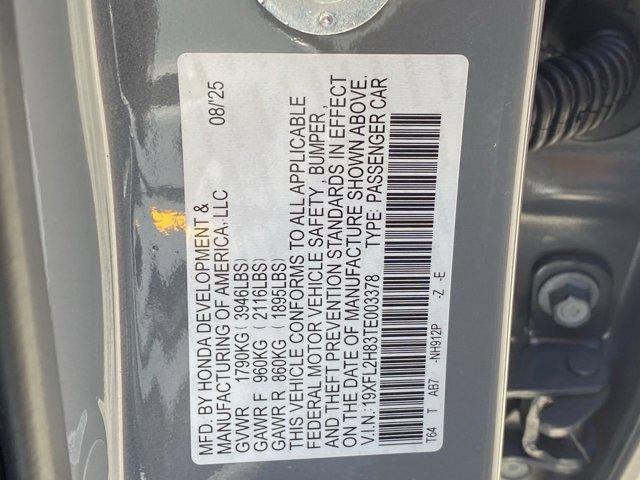 MFD. BY HONDA DEVELOPMENT & 08/'25
MANUFACTURING OF AMERICA. LLC
GVWR 1790KG ( 3946LBS)
GAWR F 960KG ( 2116LBS)
GAWR R 860KG ( 1896LBS)
THIS VEHICLE CONFORMS TO ALL APPLICABLE
FEDERAL MOTOR VEHICLE SAFETY, BUMPER,
AND THEFT PREVENTION STANDARDS IN EFFECT
ON THE DATE OF MANUFACTURE SHOWN ABOVE.
V.I.N.:19XFL2H83TE003378 TYPE: PASSENGER CAR
T64 T AB7 -NH912P -Z -E